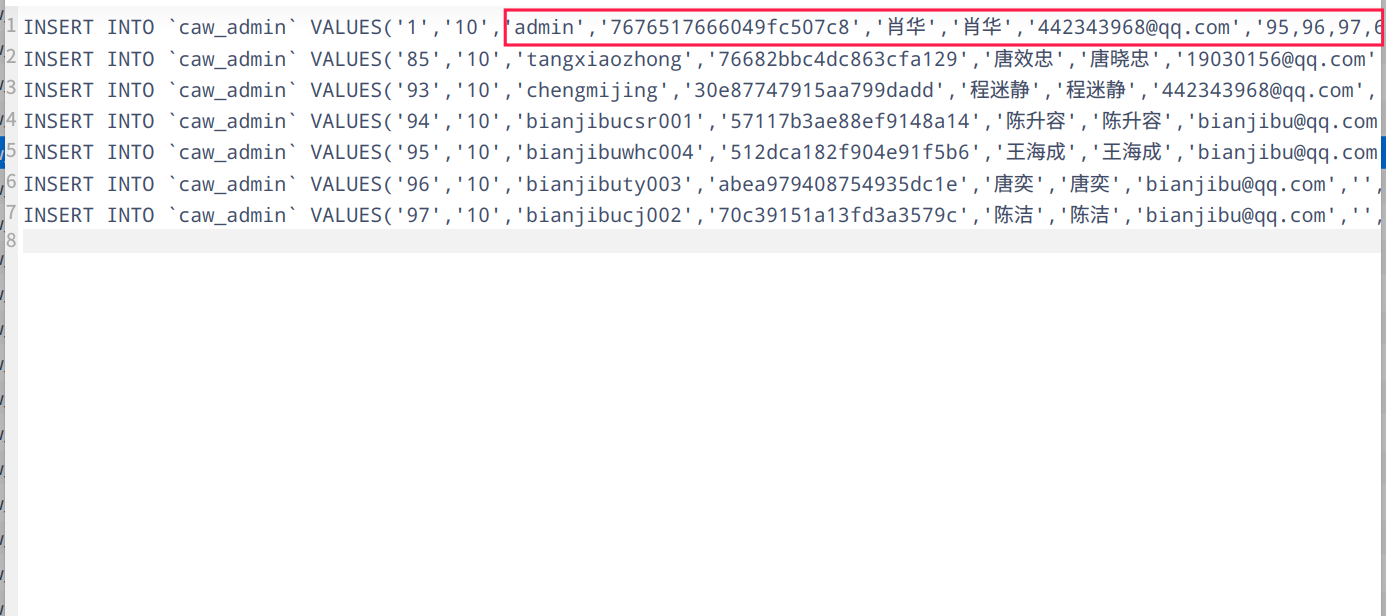 1 INSERT INTO `caw_admin` VALUES('1','10','admin','7676517666049fc507c8','肖华','肖华','442343968@qq.com','95,96,97,6
2 INSERT INTO `caw_admin` VALUES('85','10','tangxiaozhong','76682bbc4dc863cfa129','唐效忠','唐晓忠','19030156@qq.com'
3 INSERT INTO `caw_admin` VALUES('93','10','chengmijing','30e87747915aa799dadd','程迷静','程迷静','442343968@qq.com',
4 INSERT INTO `caw_admin` VALUES('94','10','bianjibucsr001','57117b3ae88ef9148a14','陈升容','陈升容','bianjibu@qq.com
5 INSERT INTO `caw_admin` VALUES('95','10','bianjibuwhc004','512dca182f904e91f5b6','王海成','王海成','bianjibu@qq.com
6 INSERT INTO `caw_admin` VALUES('96','10','bianjibuty003','abea979408754935dc1e','唐奕','唐奕','bianjibu@qq.com','',
7 INSERT INTO `caw_admin` VALUES('97','10','bianjibucj002','70c39151a13fd3a3579c','陈洁','陈洁','bianjibu@qq.com','',
8